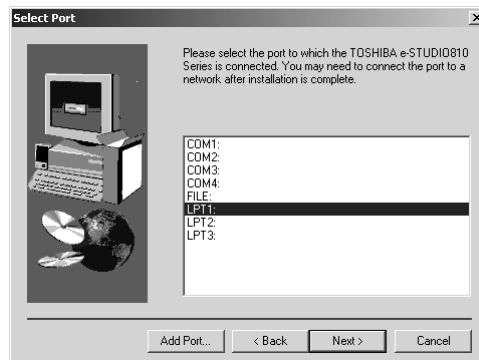 Select Port
Please select the port to which the TOSHIBA e-STUDIO810
Series is connected. You may need to connect the port to a
network after installation is complete.
COM1:
COM2:
COM3:
COM4:
FILE:
LPT1:
LPT2:
LPT3:
Add Port...
< Back
Next >
Cancel